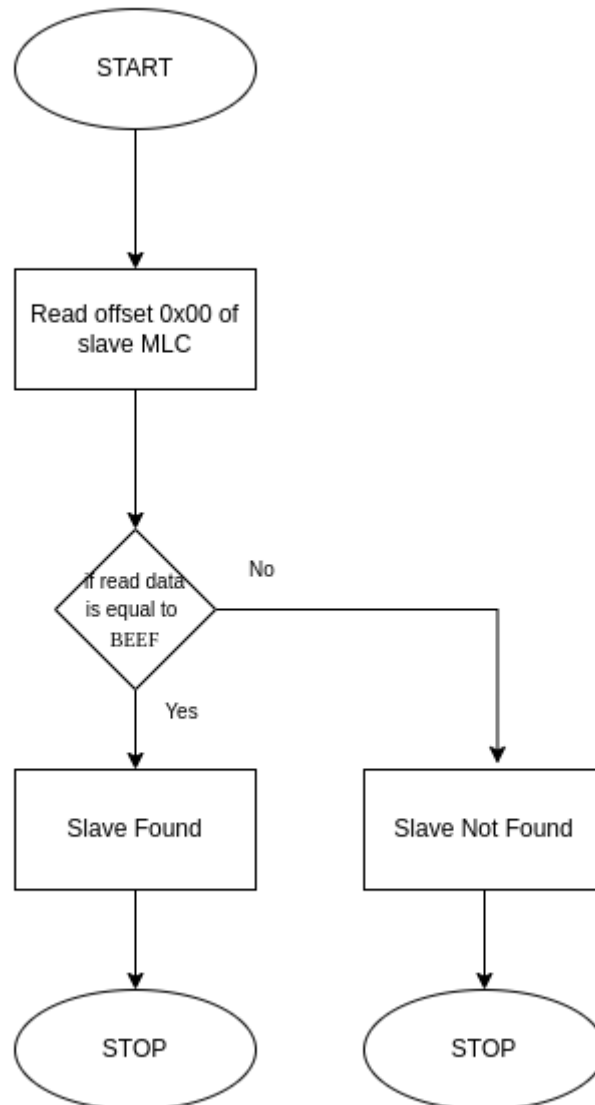 START
Read offset 0x00 of
slave MLC
if read data
is equal to
BEEF
No
Yes
Slave Found
Slave Not Found
STOP
STOP